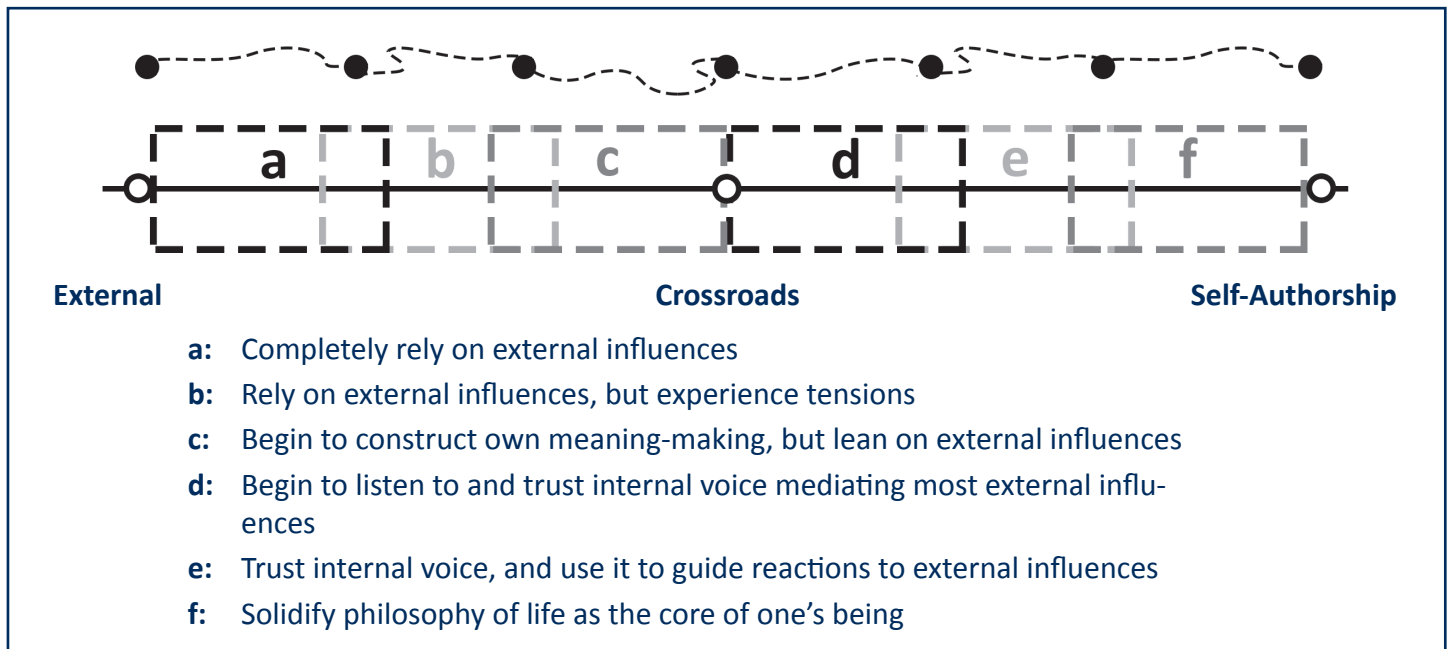 a b c d e f
External Crossroads Self-Authorship
a: Completely rely on external influences
b: Rely on external influences, but experience tensions
c: Begin to construct own meaning-making, but lean on external influences
d: Begin to listen to and trust internal voice mediating most external influ-
ences
e: Trust internal voice, and use it to guide reactions to external influences
f: Solidify philosophy of life as the core of one’s being